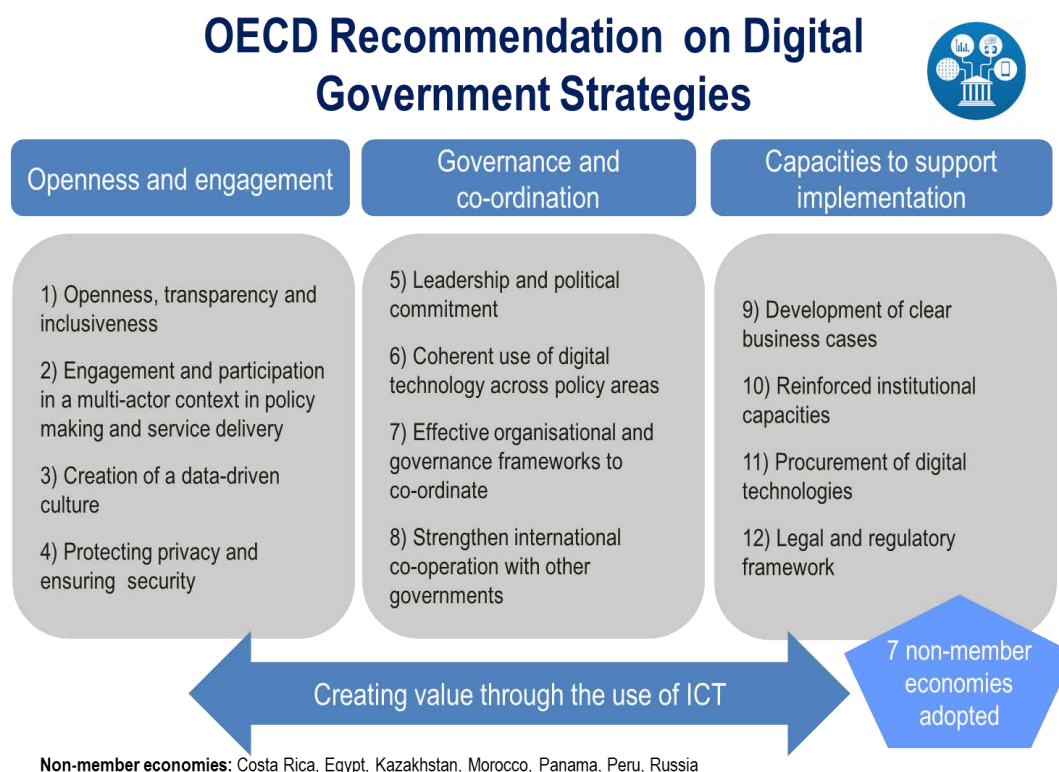 OECD Recommendation on Digital
Government Strategies
Openness and engagement
Governance and
co-ordination
Capacities to support
implementation
1) Openness, transparency and
inclusiveness
2) Engagement and participation
in a multi-actor context in policy
making and service delivery
3) Creation of a data-driven
culture
4) Protecting privacy and
ensuring security
5) Leadership and political
commitment
6) Coherent use of digital
technology across policy areas
7) Effective organisational and
governance frameworks to
co-ordinate
8) Strengthen international
co-operation with other
governments
9) Development of clear
business cases
10) Reinforced institutional
capacities
11) Procurement of digital
technologies
12) Legal and regulatory
framework
Creating value through the use of ICT
7 non-member
economies
adopted
Non-member economies: Costa Rica, Egypt, Kazakhstan, Morocco, Panama, Peru, Russia